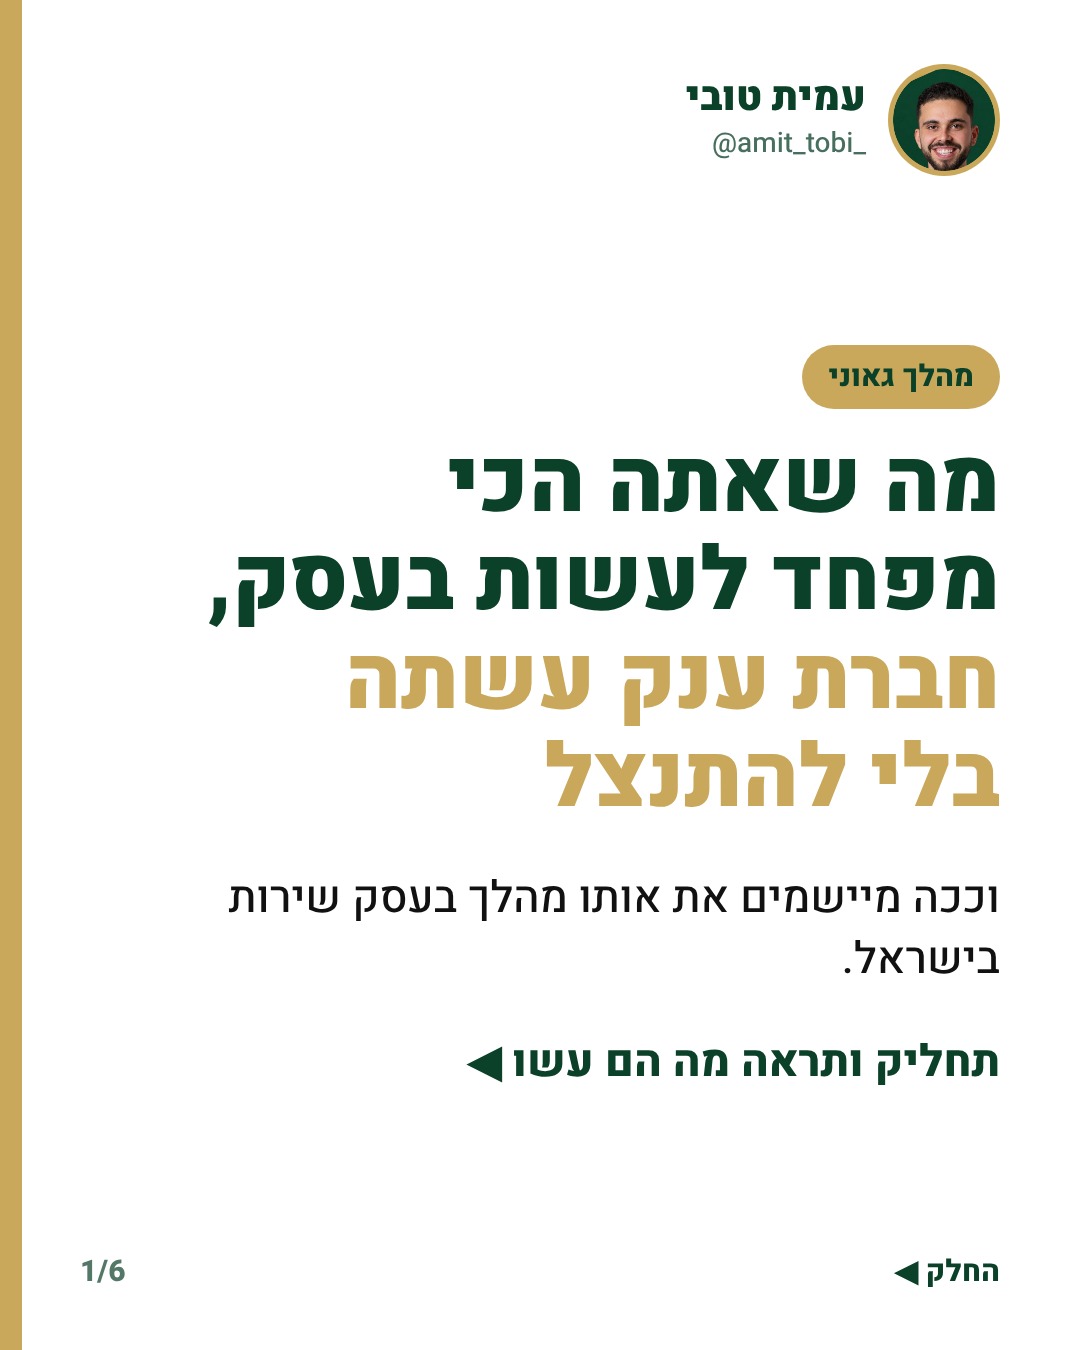 עמית טובי
@amit_tobi_
מהלך גאוני
מה שאתה הכי
מפחד לעשות בעסק,
חברת ענק עשתה
בלי להתנצל
וככה מיישמים את אותו מהלך בעסק שירות
בישראל.
תחליק ותראה מה הם עשו ◀
החלק ◀
1/6